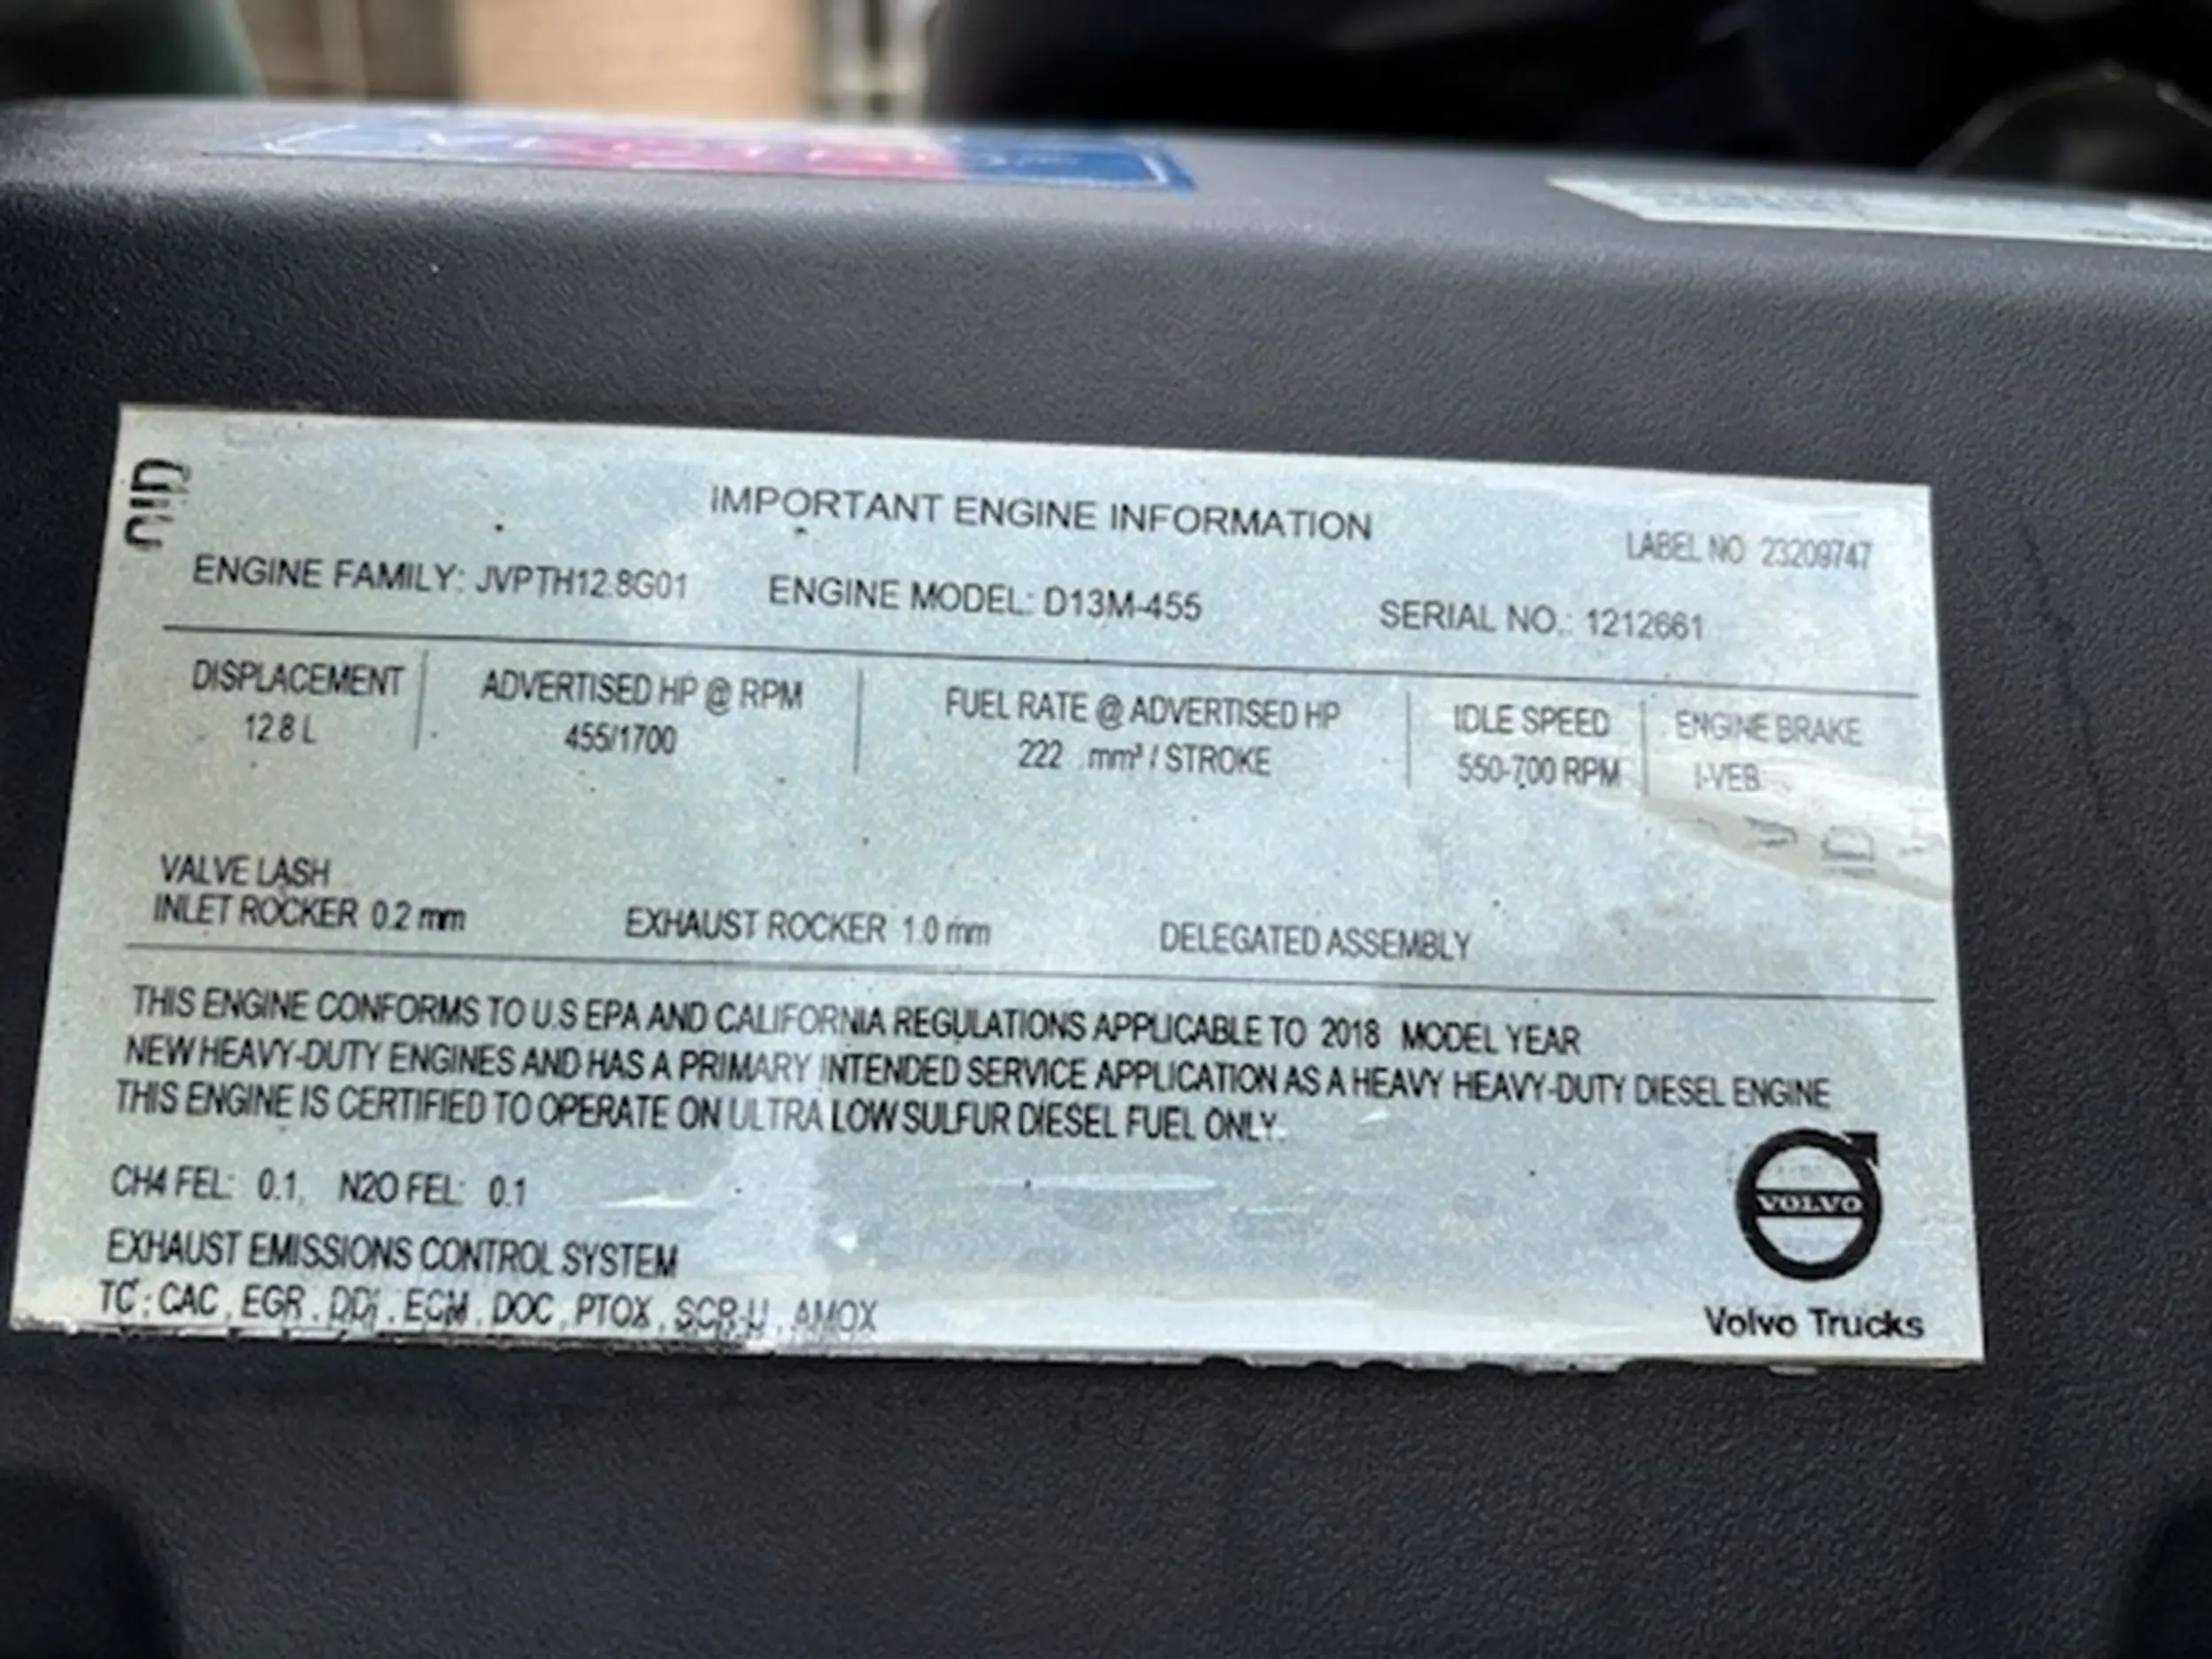 IMPORTANT ENGINE INFORMATION
LABEL NO 23209747
ENGINE FAMILY: JVPTH12.8G01 ENGINE MODEL: D13M-455 SERIAL NO.: 1212661
DISPLACEMENT ADVERTISED HP @ RPM FUEL RATE @ ADVERTISED HP IDLE SPEED ENGINE BRAKE
12.8 L 455/1700 222 mm³ / STROKE 550-700 RPM I-VEB
VALVE LASH
INLET ROCKER 0.2 mm EXHAUST ROCKER 1.0 mm DELEGATED ASSEMBLY
THIS ENGINE CONFORMS TO U.S EPA AND CALIFORNIA REGULATIONS APPLICABLE TO 2018 MODEL YEAR
NEW HEAVY-DUTY ENGINES AND HAS A PRIMARY INTENDED SERVICE APPLICATION AS A HEAVY HEAVY-DUTY DIESEL ENGINE
THIS ENGINE IS CERTIFIED TO OPERATE ON ULTRA LOW SULFUR DIESEL FUEL ONLY.
CH4 FEL: 0.1, N2O FEL: 0.1
EXHAUST EMISSIONS CONTROL SYSTEM
TC, CAC, EGR, DDi, ECM, DOC, PTOX, SCR-U, AMOX
VOLVO
Volvo Trucks